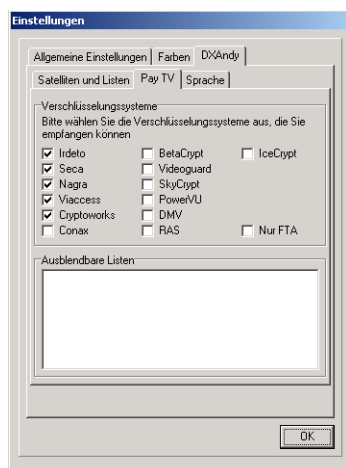 Einstellungen
Allgemeine Einstellungen Farben DXAndy
Satelliten und Listen Pay TV Sprache
Verschlüsselungssysteme
Bitte wählen Sie die Verschlüsselungssysteme aus, die Sie
empfangen können
Irdeto BetaCrypt IceCrypt
Seca Videoguard
Nagra SkyCrypt
Viaccess PowerVU
Cryptoworks DMV
Conax RAS Nur FTA
Ausblendbare Listen
OK